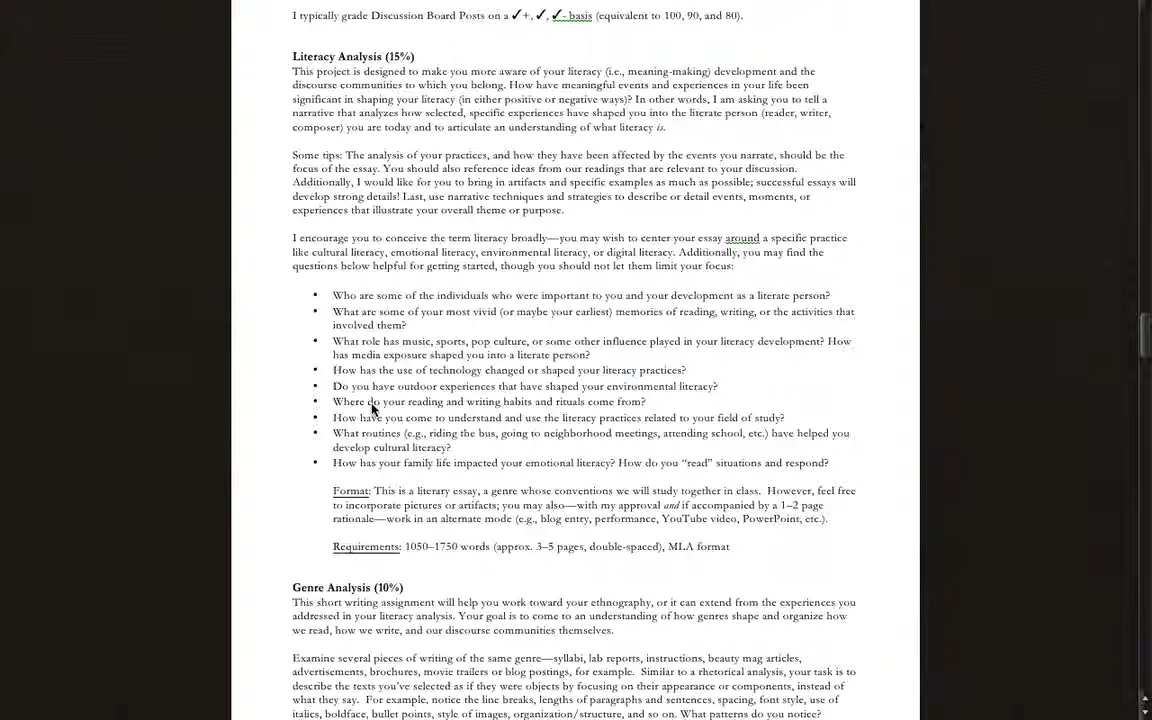 I typically grade Discussion Board Posts on a ✓+, ✓, ✓- basis (equivalent to 100, 90, and 80).
Literacy Analysis (15%)
This project is designed to make you more aware of your literacy (i.e., meaning-making) development and the
discourse communities to which you belong. How have meaningful events and experiences in your life been
significant in shaping your literacy (in either positive or negative ways)? In other words, I am asking you to tell a
narrative that analyzes how selected, specific experiences have shaped you into the literate person (reader, writer,
composer) you are today and to articulate an understanding of what literacy is.
Some tips: The analysis of your practices, and how they have been affected by the events you narrate, should be the
focus of the essay. You should also reference ideas from our readings that are relevant to your discussion.
Additionally, I would like for you to bring in artifacts and specific examples as much as possible; successful essays will
develop strong details! Last, use narrative techniques and strategies to describe or detail events, moments, or
experiences that illustrate your overall theme or purpose.
I encourage you to conceive the term literacy broadly—you may wish to center your essay around a specific practice
like cultural literacy, emotional literacy, environmental literacy, or digital literacy. Additionally, you may find the
questions below helpful for getting started, though you should not let them limit your focus:
• Who are some of the individuals who were important to you and your development as a literate person?
• What are some of your most vivid (or maybe your earliest) memories of reading, writing, or the activities that
involved them?
• What role has music, sports, pop culture, or some other influence played in your literacy development? How
has media exposure shaped you into a literate person?
• How has the use of technology changed or shaped your literacy practices?
• Do you have outdoor experiences that have shaped your environmental literacy?
• Where do your reading and writing habits and rituals come from?
• How have you come to understand and use the literacy practices related to your field of study?
• What routines (e.g., riding the bus, going to neighborhood meetings, attending school, etc.) have helped you
develop cultural literacy?
• How has your family life impacted your emotional literacy? How do you “read” situations and respond?
Format: This is a literary essay, a genre whose conventions we will study together in class. However, feel free
to incorporate pictures or artifacts; you may also—with my approval and if accompanied by a 1–2 page
rationale—work in an alternate mode (e.g., blog entry, performance, YouTube video, PowerPoint, etc.).
Requirements: 1050–1750 words (approx. 3–5 pages, double-spaced), MLA format
Genre Analysis (10%)
This short writing assignment will help you work toward your ethnography, or it can extend from the experiences you
addressed in your literacy analysis. Your goal is to come to an understanding of how genres shape and organize how
we read, how we write, and our discourse communities themselves.
Examine several pieces of writing of the same genre—syllabi, lab reports, instructions, beauty mag articles,
advertisements, brochures, movie trailers or blog postings, for example. Similar to a rhetorical analysis, your task is to
describe the texts you’ve selected as if they were objects by focusing on their appearance or components, instead of
what they say. For example, notice the line breaks, lengths of paragraphs and sentences, spacing, font style, use of
italics, boldface, bullet points, style of images, organization/structure, and so on. What patterns do you notice?